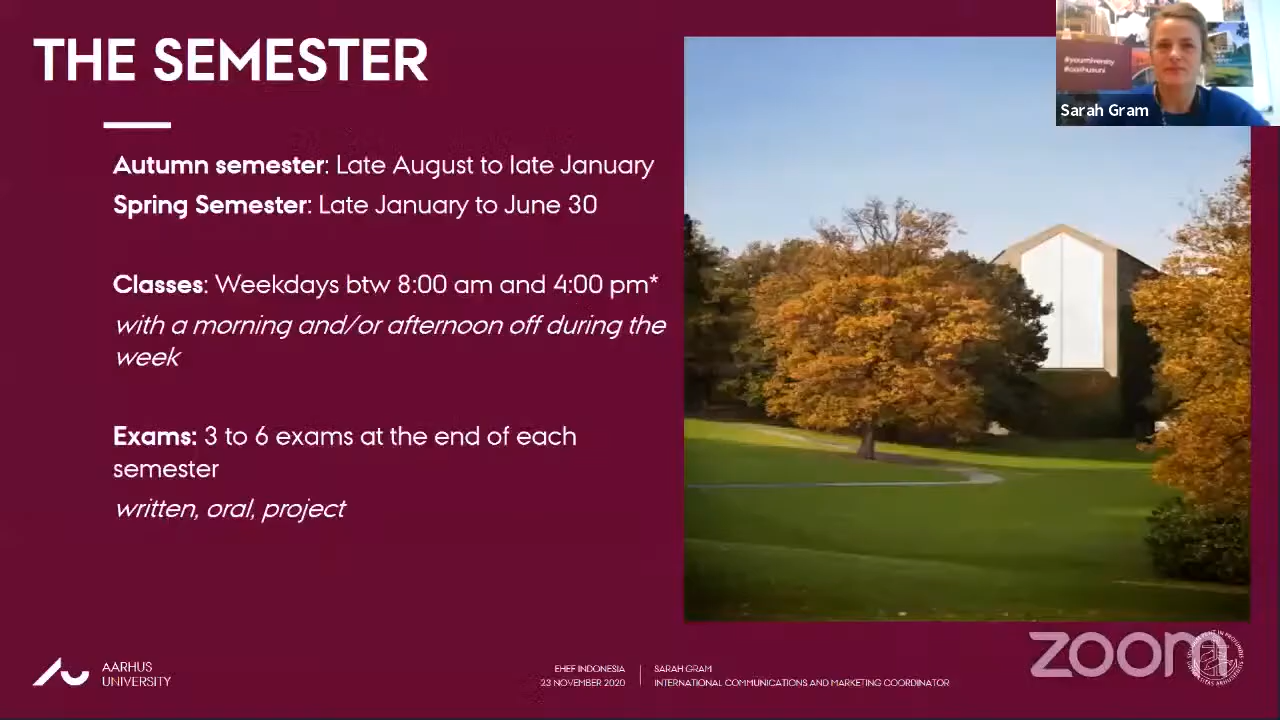 THE SEMESTER
#yourniversity
#aarhusuni
Sarah Gram
Autumn semester: Late August to late January
Spring Semester: Late January to June 30
Classes: Weekdays btw 8:00 am and 4:00 pm*
with a morning and/or afternoon off during the
week
Exams: 3 to 6 exams at the end of each
semester
written, oral, project
AARHUS
UNIVERSITY
EHEF INDONESIA
23 NOVEMBER 2020
SARAH GRAM
INTERNATIONAL COMMUNICATIONS AND MARKETING COORDINATOR
zoom